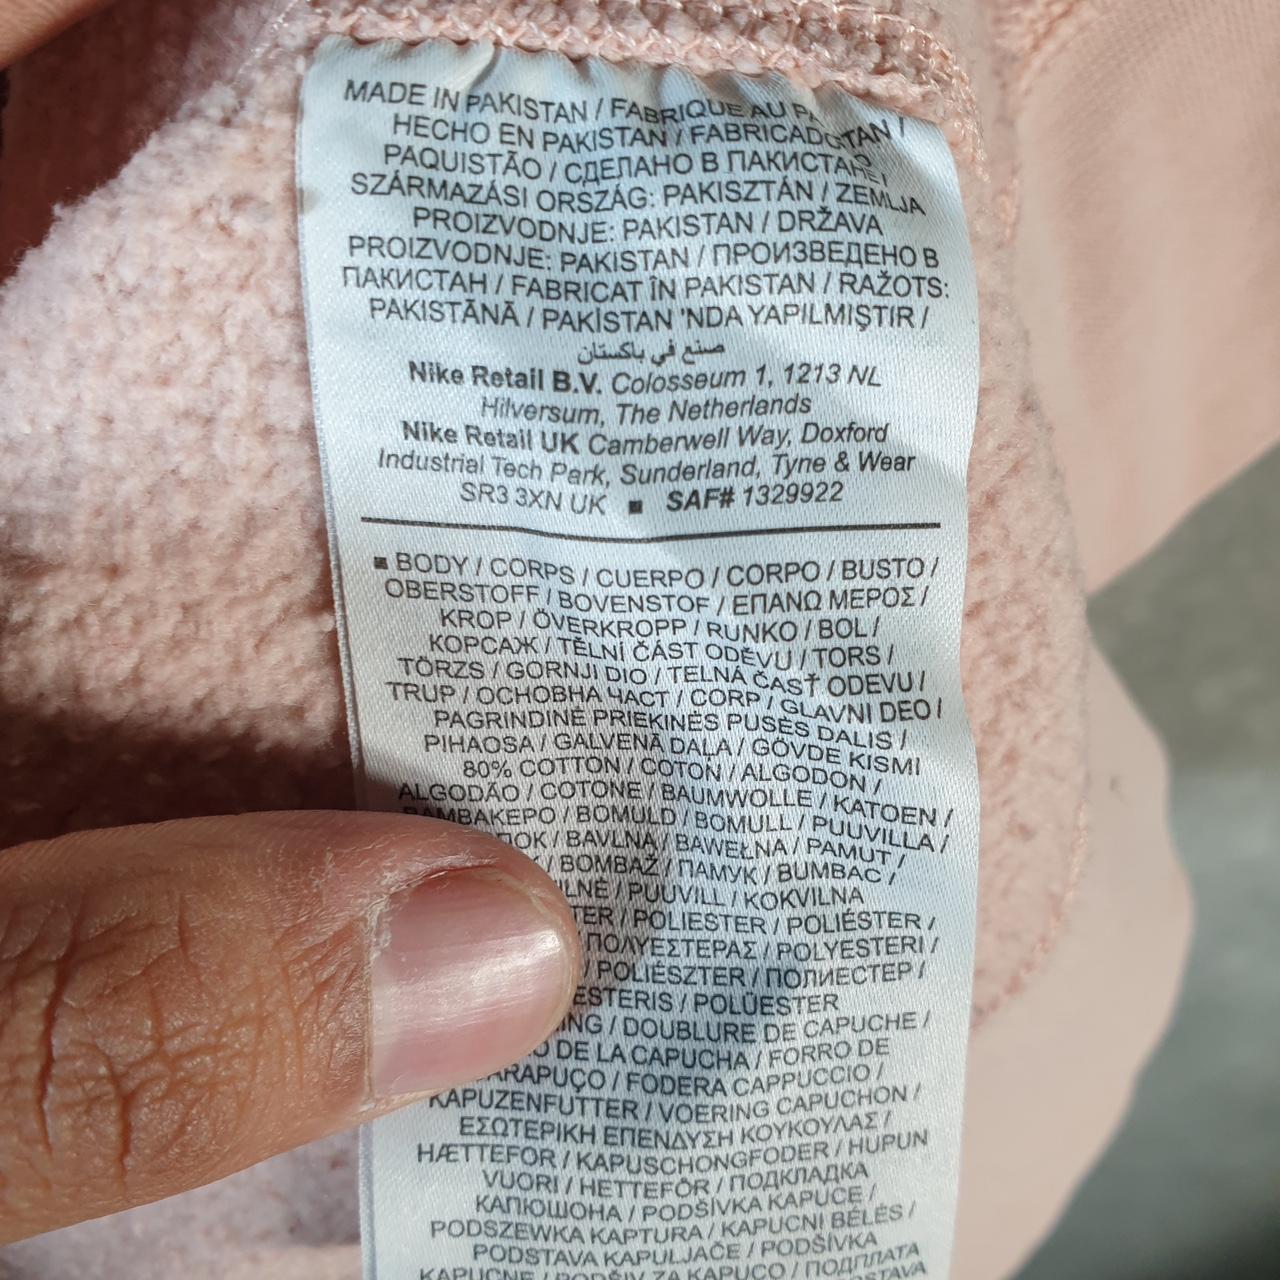 MADE IN PAKISTAN / FABRIQUE AU
HECHO EN PAKISTAN / FABRICADO
PAQUISTÃO / СДЕЛАНО В ПАКИСТАНЕ /
SZÁRMAZÁSI ORSZÁG: PAKISZTÁN / ZEMLJA
PROIZVODNJE: PAKISTAN / DRŽAVA
PROIZVODNJE: PAKISTAN / ПРОИЗВЕДЕНО В
ПАКИСТАН / FABRICAT ÎN PAKISTAN / RAŽOTS:
PAKISTĀNĀ / PAKİSTAN 'NDA YAPILMIŞTIR /
صنع في باكستان
Nike Retail B.V. Colosseum 1, 1213 NL
Hilversum, The Netherlands
Nike Retail UK Camberwell Way, Doxford
Industrial Tech Park, Sunderland, Tyne & Wear
SR3 3XN UK ■ SAF# 1329922
■ BODY / CORPS / CUERPO / CORPO / BUSTO /
OBERSTOFF / BOVENSTOF / ΕΠΑΝΩ ΜΕΡΟΣ /
KROP / ÖVERKROPP / RUNKO / BOL /
КОРСАЖ / TĚLNÍ ČÁST ODĚVU / TORS /
TÖRZS / GORNJI DIO / TELNÁ ČASŤ ODEVU /
TRUP / ОСНОВНА ЧАСТ / CORP / GLAVNI DEO /
PAGRINDINĖ PRIEKINĖS PUSĖS DALIS /
PIHAOSA / GALVENĀ DAĻA / GÖVDE KISMI
80% COTTON / COTON / ALGODON /
ALGODÃO / COTONE / BAUMWOLLE / KATOEN /
ΒΑΜΒΑΚΕΡΟ / BOMULD / BOMULL / PUUVILLA /
/ BAVLNA / BAWEŁNA / PAMUT /
/ BOMBAŽ / ПАМУК / BUMBAC /
/ PUUVILL / KOKVILNA
/ POLIESTER / POLIÉSTER /
ΠΟΛΥΕΣΤΕΡΑΣ / POLYESTERI /
/ POLIÉSZTER / ПОЛИЕСТЕР /
/ POLÜESTER
/ DOUBLURE DE CAPUCHE /
DE LA CAPUCHA / FORRO DE
/ FODERA CAPPUCCIO /
KAPUZENFUTTER / VOERING CAPUCHON /
ΕΣΩΤΕΡΙΚΗ ΕΠΕΝΔΥΣΗ ΚΟΥΚΟΥΛΑΣ /
HÆTTEFOR / KAPUSCHONGFODER / HUPUN
VUORI / HETTEFÔR / ПОДКЛАДКА
КАПЮШОНА / PODŠÍVKA KAPUCE /
PODSZEWKA KAPTURA / KAPUCNI BÉLÉS /
PODSTAVA KAPULJAČE / PODŠÍVKA
KAPUCNE / PODŠIV ZA KAPUCO / ПОДПЛАТА